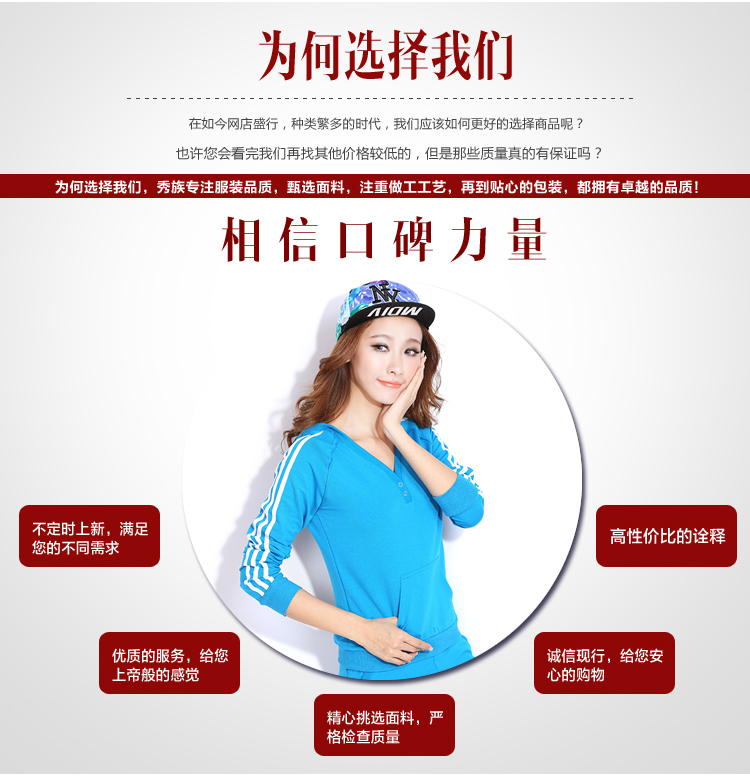 为何选择我们
在如今网店盛行，种类繁多的时代，我们应该如何更好的选择商品呢？
也许您会看完我们再找其他价格较低的，但是那些质量真的有保证吗？
为何选择我们，秀族专注服装品质，甄选面料，注重做工工艺，再到贴心的包装，都拥有卓越的品质！
相信口碑力量
NY
VIDW
不定时上新，满足
您的不同需求
高性价比的诠释
优质的服务，给您
上帝般的感觉
诚信现行，给您安
心的购物
精心挑选面料，严
格检查质量